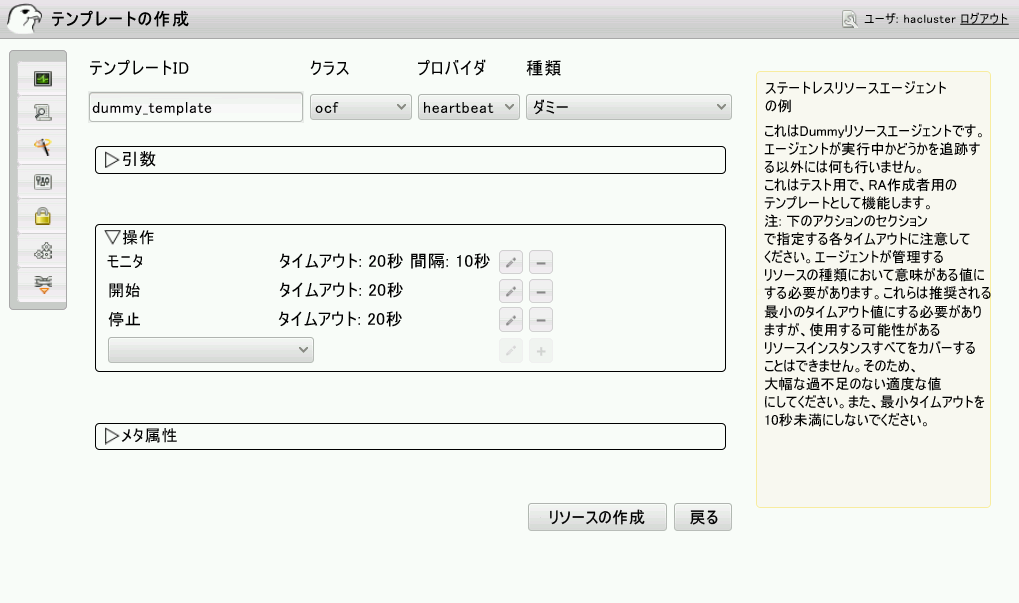 テンプレートの作成
ユーザ: hacluster ログアウト
テンプレートID クラス プロバイダ 種類
dummy_template ocf heartbeat ダミー
▷引数
▽操作
モニタ タイムアウト: 20秒 間隔: 10秒
開始 タイムアウト: 20秒
停止 タイムアウト: 20秒
▷メタ属性
リソースの作成 戻る
ステートレスリソースエージェント
の例
これはDummyリソースエージェントです。
エージェントが実行中かどうかを追跡す
る以外には何も行いません。
これはテスト用で、RA作成者用の
テンプレートとして機能します。
注: 下のアクションのセクション
で指定する各タイムアウトに注意して
ください。エージェントが管理する
リソースの種類において意味がある値に
する必要があります。これらは推奨される
最小のタイムアウト値にする必要があり
ますが、使用する可能性がある
リソースインスタンスすべてをカバーする
ことはできません。そのため、
大幅な過不足のない適度な値
にしてください。また、最小タイムアウトを
10秒未満にしないでください。